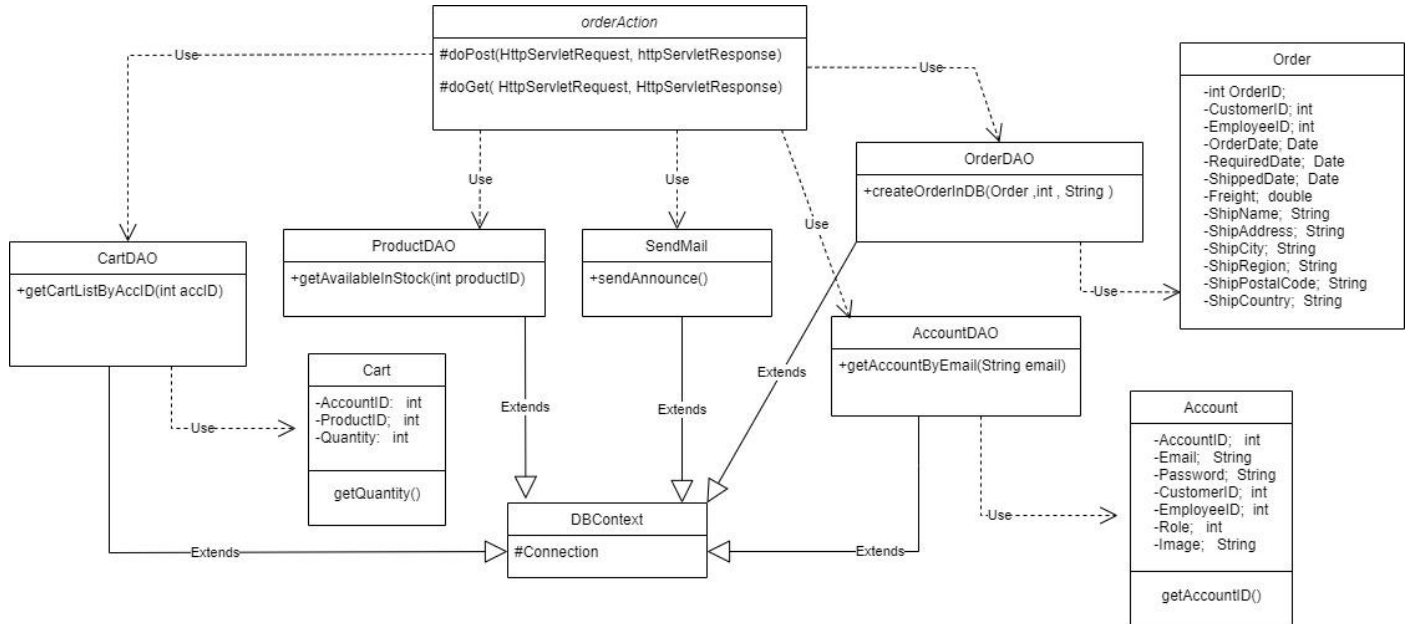 orderAction
#doPost(HttpServletRequest, httpServletResponse)
#doGet( HttpServletRequest, HttpServletResponse)
Use
Use
Use
Use
Use
Order
-int OrderID;
-CustomerID; int
-EmployeeID; int
-OrderDate; Date
-RequiredDate;  Date
-ShippedDate;  Date
-Freight;  double
-ShipName;  String
-ShipAddress;  String
-ShipCity;  String
-ShipRegion;  String
-ShipPostalCode;  String
-ShipCountry;  String
OrderDAO
+createOrderInDB(Order ,int , String )
Use
CartDAO
+getCartListByAccID(int accID)
ProductDAO
+getAvailableInStock(int productID)
SendMail
+sendAnnounce()
AccountDAO
+getAccountByEmail(String email)
Cart
-AccountID:   int
-ProductID;   int
-Quantity:   int
getQuantity()
Use
Extends
Extends
Extends
Account
-AccountID;   int
-Email;   String
-Password;   String
-CustomerID;   int
-EmployeeID;   int
-Role;   int
-Image;   String
getAccountID()
Use
DBContext
#Connection
Extends
Extends